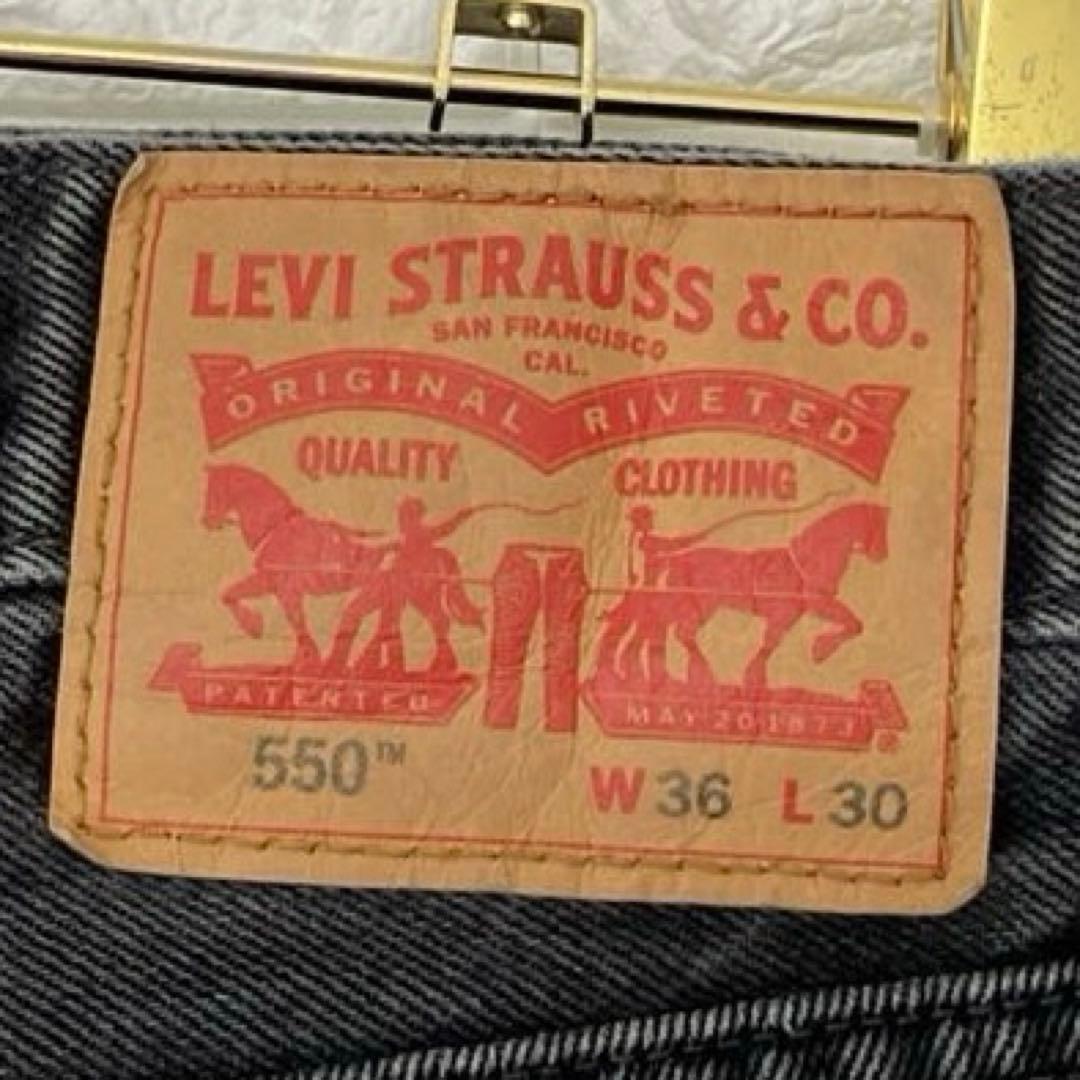 LEVI STRAUSS & CO.
SAN FRANCISCO
CAL.
ORIGINAL RIVETED
QUALITY CLOTHING
PATENTED MAY 20 1873
550™ W 36 L 30